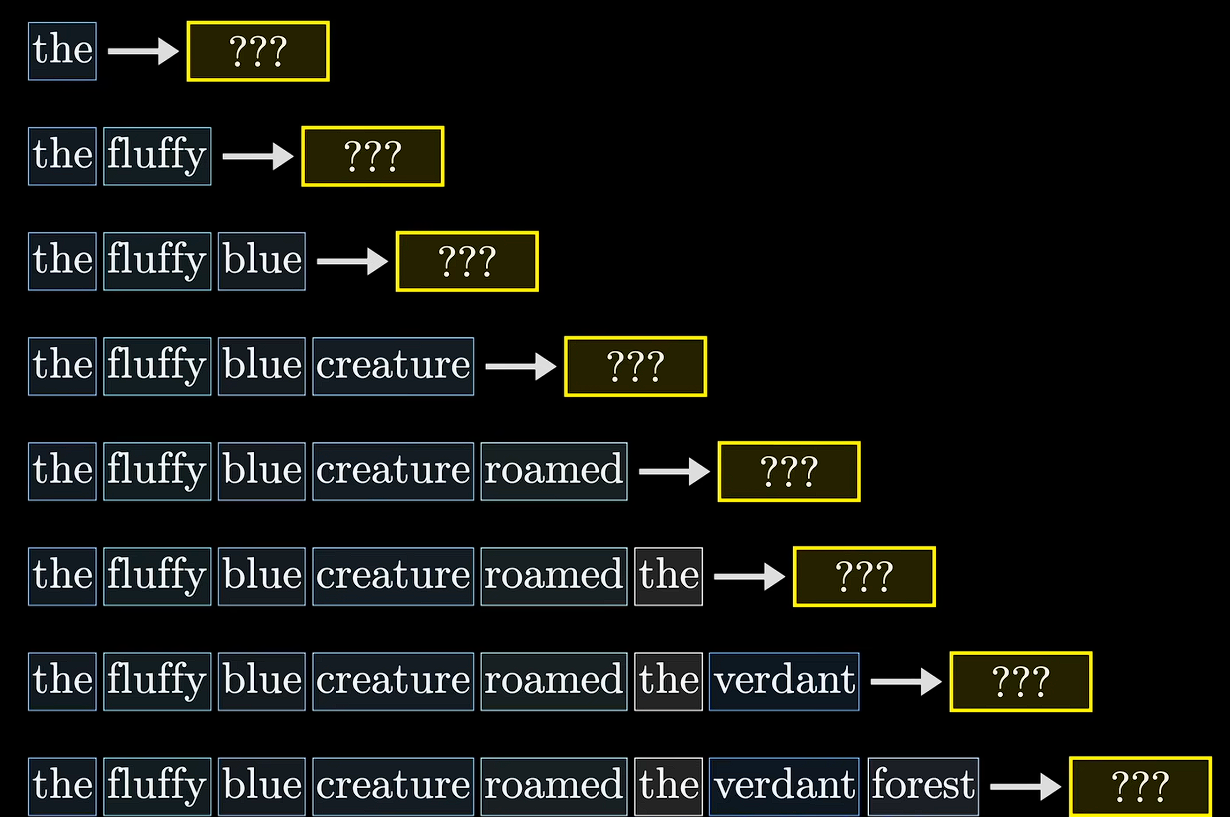 the ???
the fluffy ???
the fluffy blue ???
the fluffy blue creature ???
the fluffy blue creature roamed ???
the fluffy blue creature roamed the ???
the fluffy blue creature roamed the verdant ???
the fluffy blue creature roamed the verdant forest ???